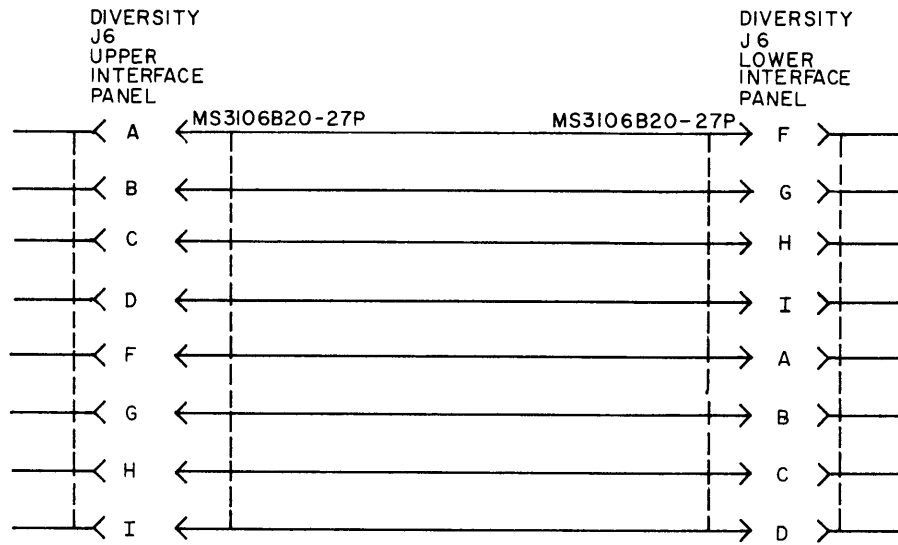 DIVERSITY
J6
UPPER
INTERFACE
PANEL
DIVERSITY
J6
LOWER
INTERFACE
PANEL
A MS3106B20-27P MS3106B20-27P F
B G
C H
D I
F A
G B
H C
I D